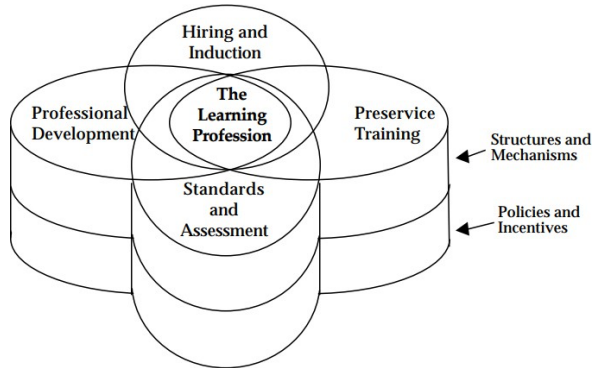 Hiring and
Induction
Professional
Development
The
Learning
Profession
Preservice
Training
Standards
and
Assessment
Structures and
Mechanisms
Policies and
Incentives